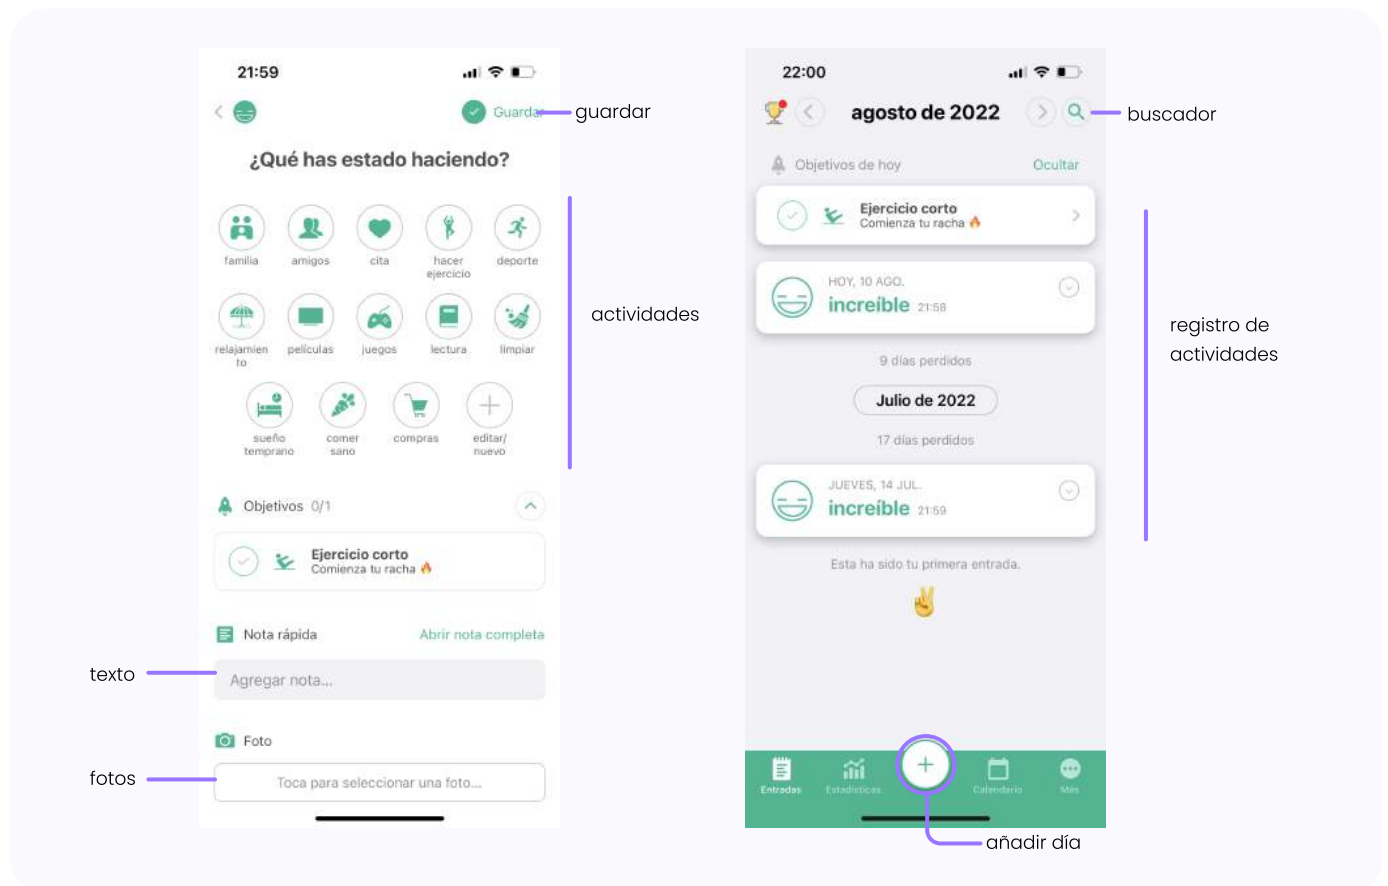 21:59
Guardar
guardar
¿Qué has estado haciendo?
familia
amigos
cita
hacer
ejercicio
deporte
relajamien
to
películas
juegos
lectura
limpiar
sueño
temprano
comer
sano
compras
editar/
nuevo
actividades
Objetivos 0/1
Ejercicio corto
Comienza tu racha
Nota rápida
Abrir nota completa
texto
Agregar nota...
Foto
fotos
Toca para seleccionar una foto...
22:00
agosto de 2022
buscador
Objetivos de hoy
Ocultar
Ejercicio corto
Comienza tu racha
HOY, 10 AGO.
increíble 21:58
9 días perdidos
Julio de 2022
17 días perdidos
JUEVES, 14 JUL.
increíble 21:59
Esta ha sido tu primera entrada.
registro de
actividades
Entradas
Estadísticas
Calendario
Más
añadir día